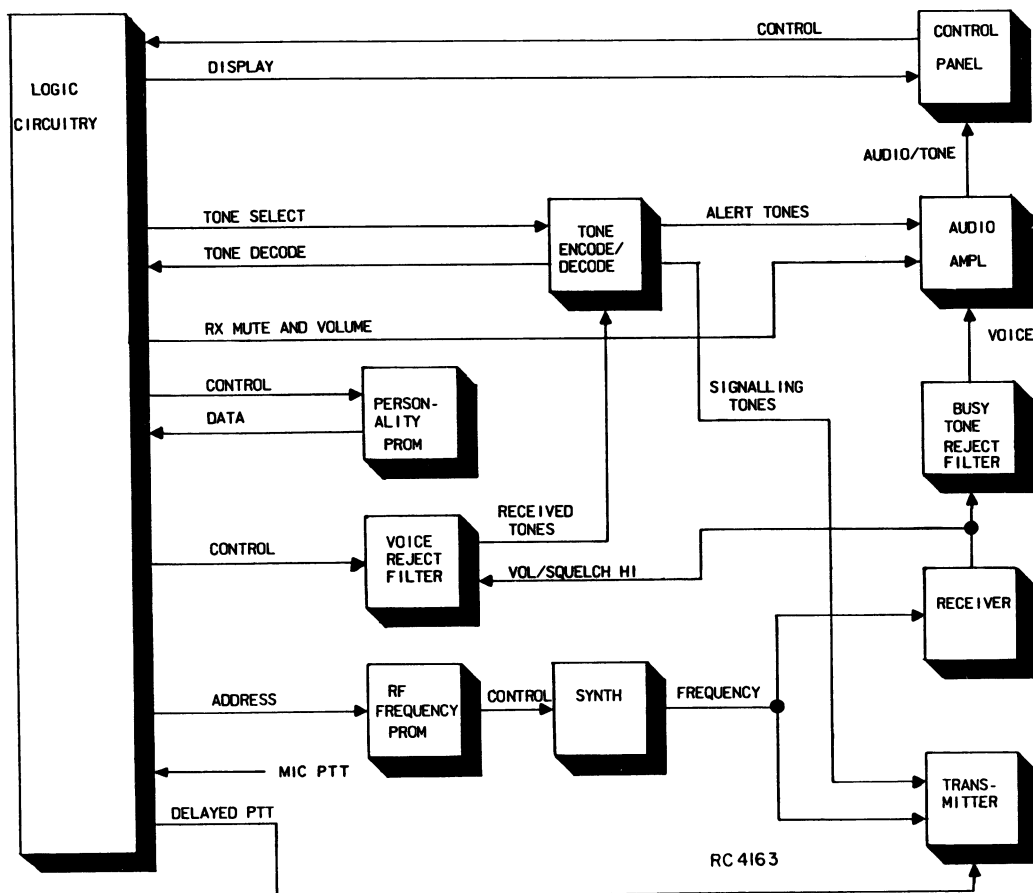 CONTROL
CONTROL
PANEL
DISPLAY
LOGIC
CIRCUITRY
AUDIO/TONE
TONE SELECT
TONE
ENCODE/
DECODE
ALERT TONES
AUDIO
AMPL
TONE DECODE
RX MUTE AND VOLUME
VOICE
CONTROL
DATA
PERSON-
ALITY
PROM
SIGNALLING
TONES
BUSY
TONE
REJECT
FILTER
RECEIVED
TONES
CONTROL
VOICE
REJECT
FILTER
VOL/SQUELCH HI
RECEIVER
ADDRESS
RF
FREQUENCY
PROM
CONTROL
SYNTH
FREQUENCY
MIC PTT
TRANS-
MITTER
DELAYED PTT
RC4163